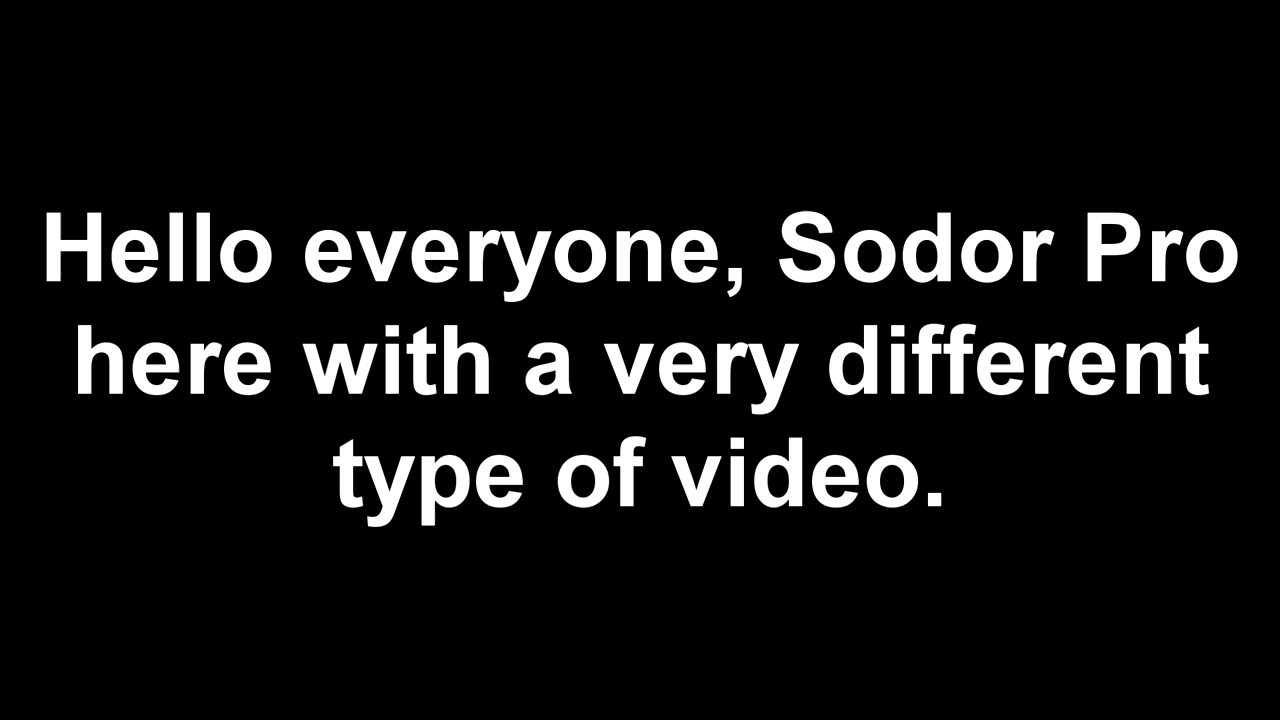 Hello everyone, Sodor Pro
here with a very different
type of video.